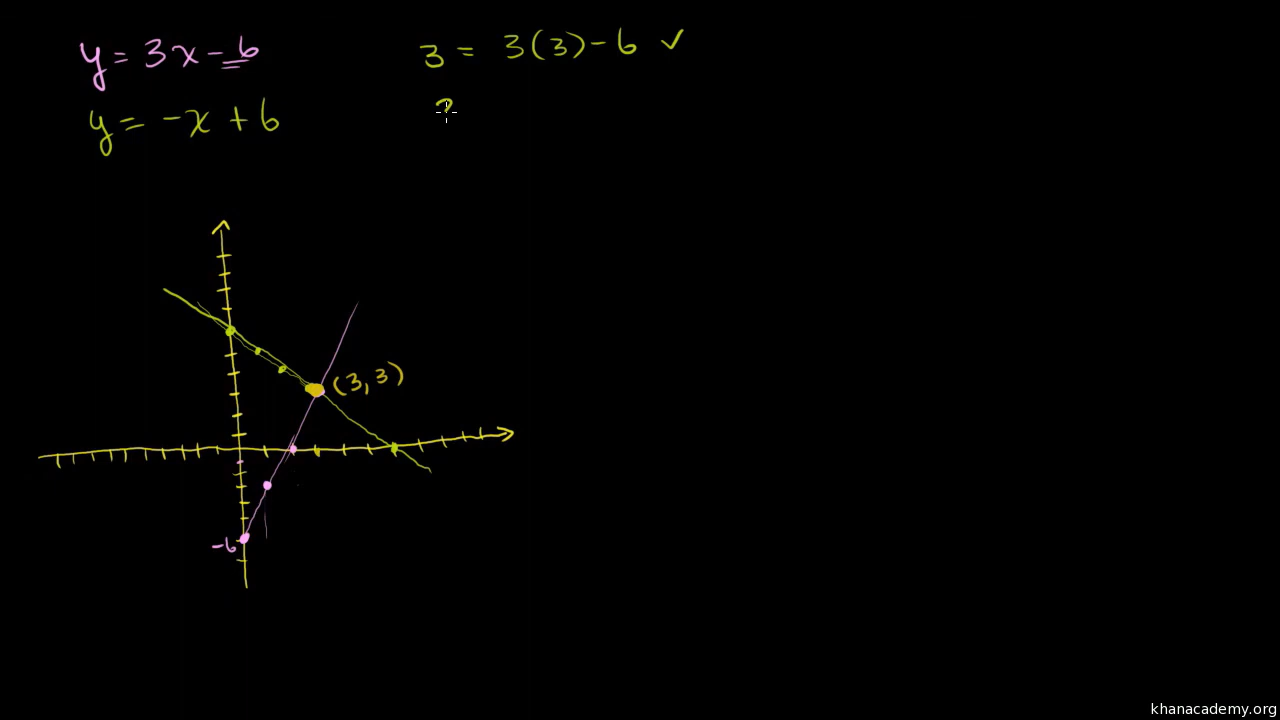 y = 3x - 6
3 = 3(3) - 6 ✓
y = -x + 6
(3, 3)
-6
khanacademy.org